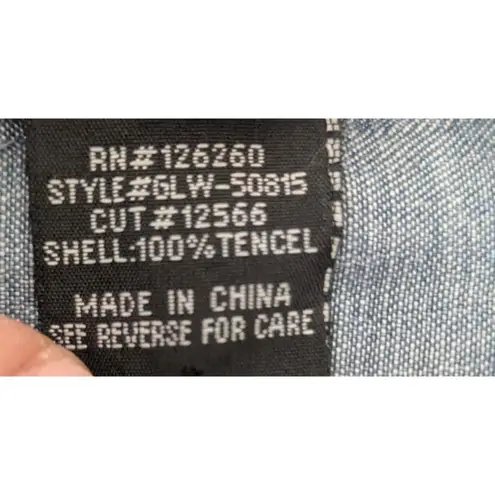 RN#126260
STYLE#GLW-50815
CUT#12566
SHELL:100%TENCEL
MADE IN CHINA
SEE REVERSE FOR CARE